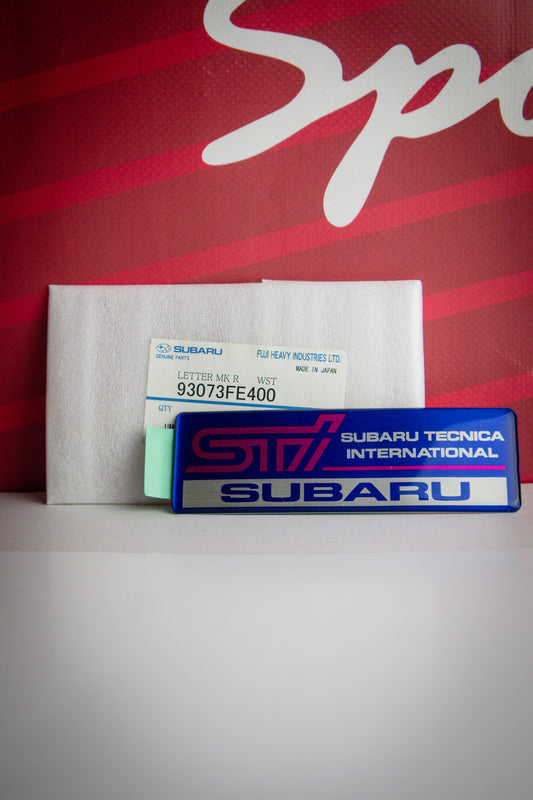 Spo
SUBARU
GENUINE PARTS
FUJI HEAVY INDUSTRIES LTD.
MADE IN JAPAN
LETTER MK R WST
93073FE400
QTY
STi
SUBARU TECNICA
INTERNATIONAL
SUBARU